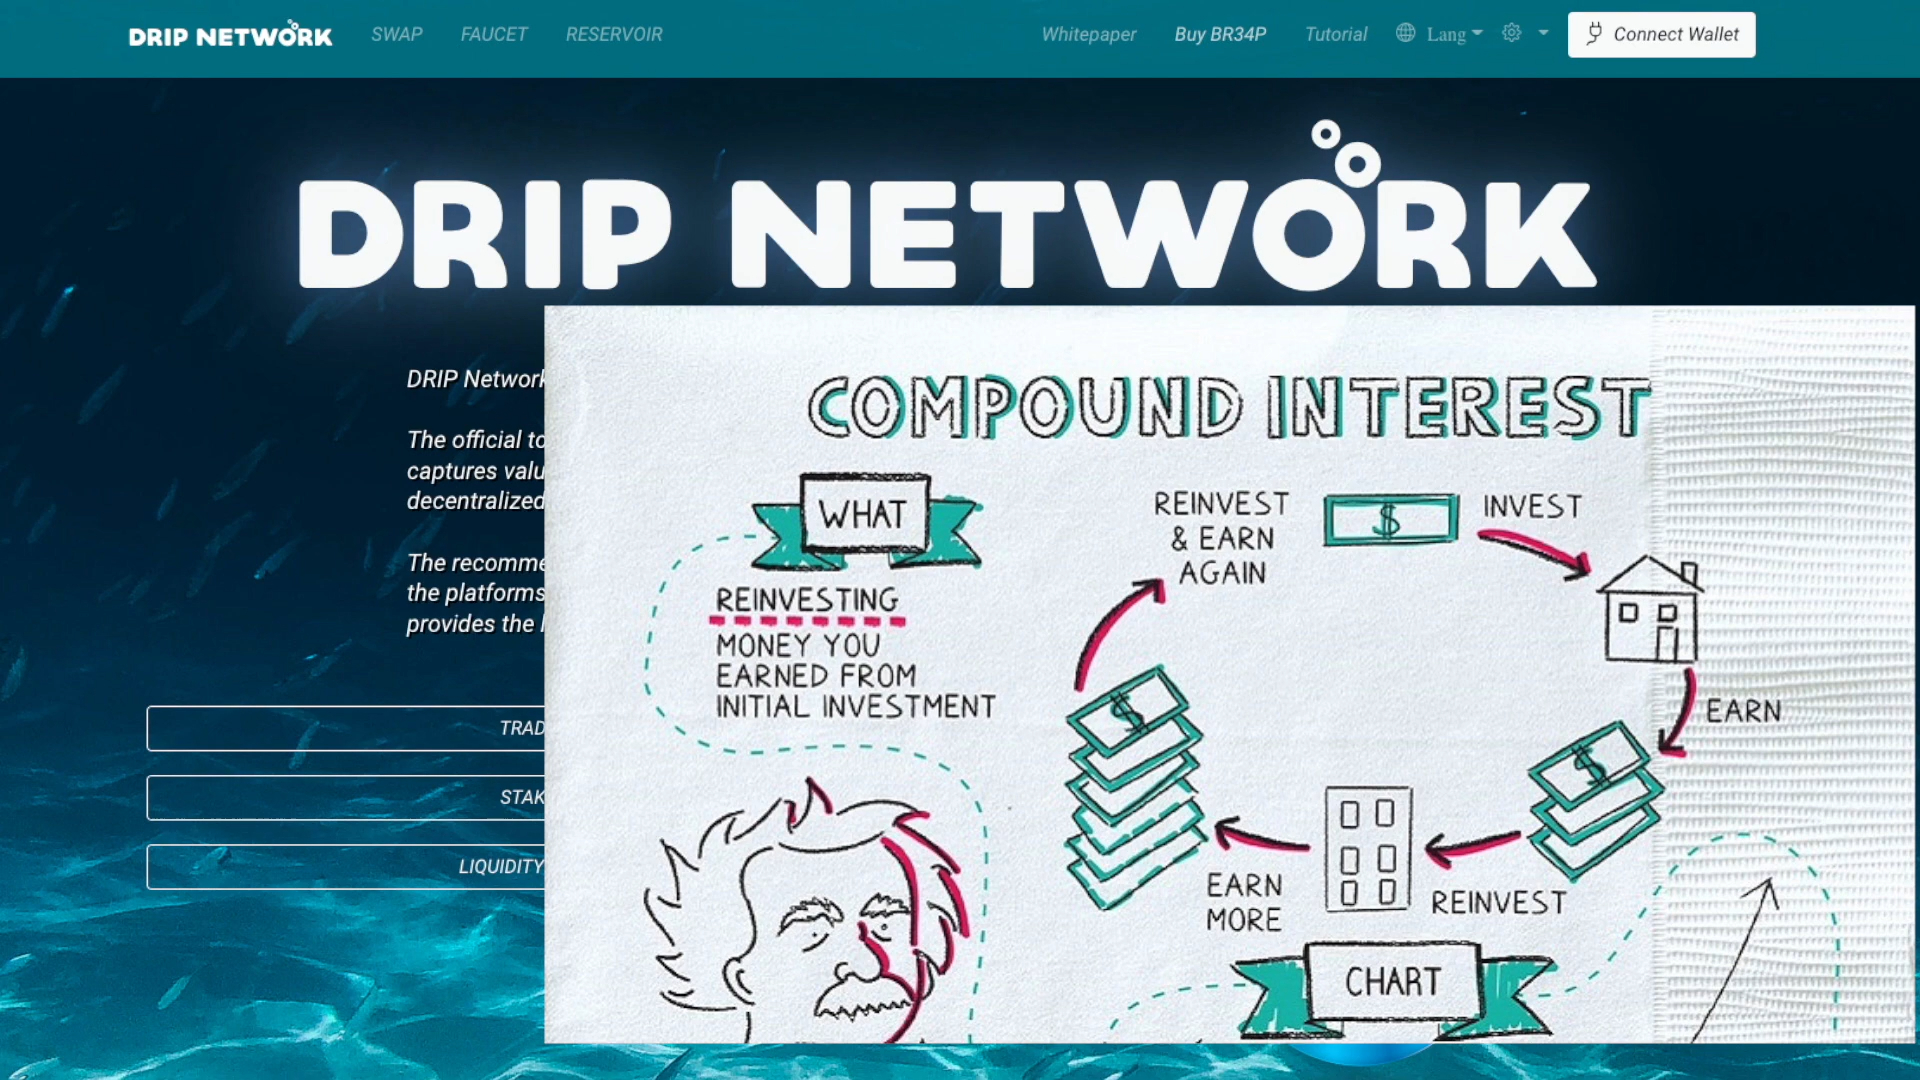 DRIP NETWORK SWAP FAUCET RESERVOIR Whitepaper Buy BR34P Tutorial Lang Connect Wallet
DRIP NETWORK
DRIP Network
The official to
captures valu
decentralized
The recomme
the platforms
provides the
TRAD
STAK
LIQUIDITY
COMPOUND INTEREST
WHAT
REINVESTING
MONEY YOU
EARNED FROM
INITIAL INVESTMENT
REINVEST
& EARN
AGAIN
$
INVEST
EARN
$
REINVEST
EARN
MORE
$
CHART